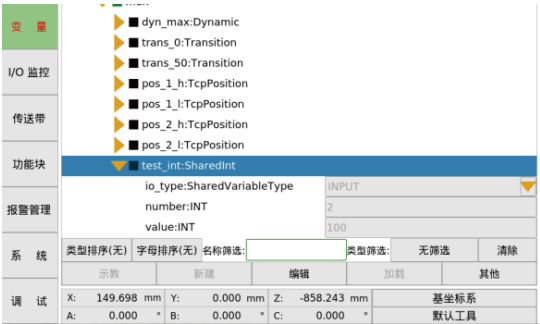 变 量
dyn_max:Dynamic
trans_0:Transition
trans_50:Transition
I/O 监控
pos_1_h:TcpPosition
pos_1_l:TcpPosition
传送带
pos_2_h:TcpPosition
pos_2_l:TcpPosition
功能块
test_int:SharedInt
io_type:SharedVariableType INPUT
报警管理
number:INT 2
value:INT 100
系 统
类型排序(无) 字母排序(无) 名称筛选: 类型筛选: 无筛选 清除
示教 新建 编辑 加载 其他
调 试
X: 149.698 mm Y: 0.000 mm Z: -858.243 mm 基坐标系
A: 0.000 ° B: 0.000 ° C: 0.000 ° 默认工具